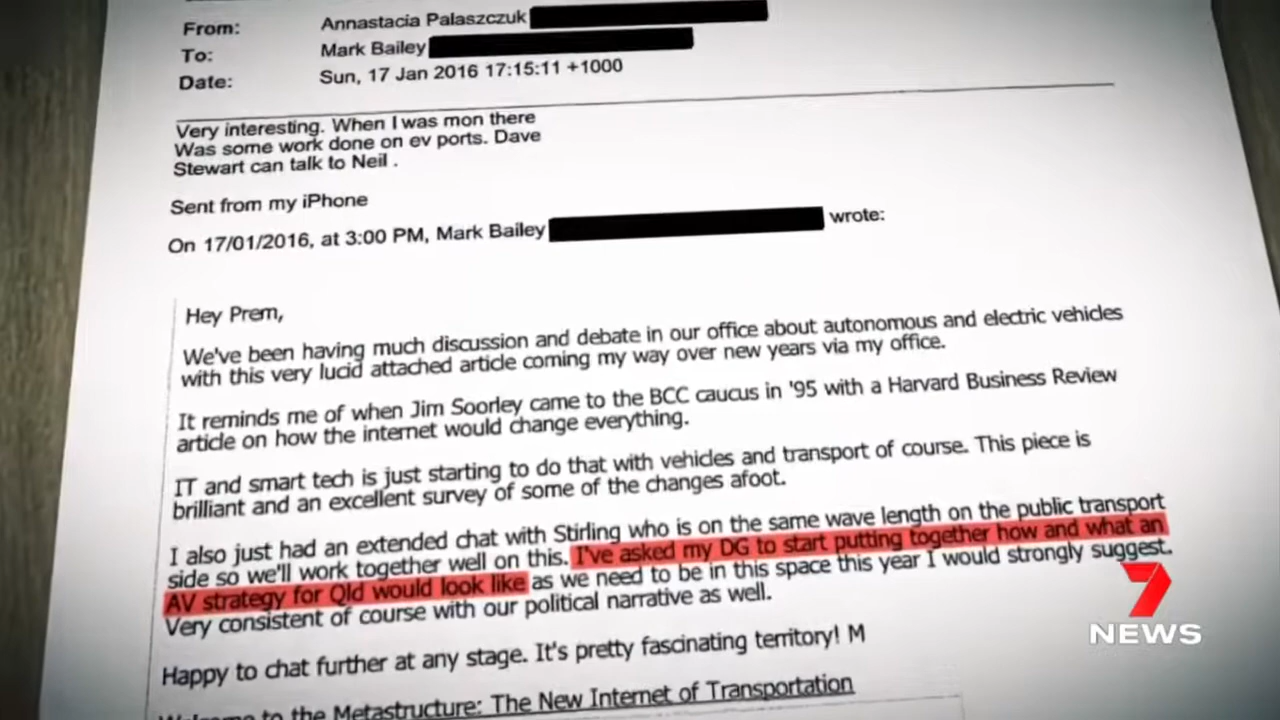 From: Annastacia Palaszczuk
To: Mark Bailey
Date: Sun, 17 Jan 2016 17:15:11 +1000
Very interesting. When I was mon there
Was some work done on ev ports. Dave
Stewart can talk to Neil .
Sent from my iPhone
On 17/01/2016, at 3:00 PM, Mark Bailey wrote:
Hey Prem,
We've been having much discussion and debate in our office about autonomous and electric vehicles
with this very lucid attached article coming my way over new years via my office.
It reminds me of when Jim Soorley came to the BCC caucus in '95 with a Harvard Business Review
article on how the internet would change everything.
IT and smart tech is just starting to do that with vehicles and transport of course. This piece is
brilliant and an excellent survey of some of the changes afoot.
I also just had an extended chat with Stirling who is on the same wave length on the public transport
side so we'll work together well on this. I've asked my DG to start putting together how and what an
AV strategy for Qld would look like as we need to be in this space this year I would strongly suggest.
Very consistent of course with our political narrative as well.
Happy to chat further at any stage. It's pretty fascinating territory! M
Welcome to the Metastructure: The New Internet of Transportation
7
NEWS